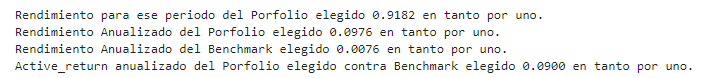 Rendimiento para ese periodo del Porfolio elegido 0.9182 en tanto por uno.
Rendimiento Anualizado del Porfolio elegido 0.0976 en tanto por uno.
Rendimiento Anualizado del Benchmark elegido 0.0076 en tanto por uno.
Active_return anualizado del Porfolio elegido contra Benchmark elegido 0.0900 en tanto por uno.